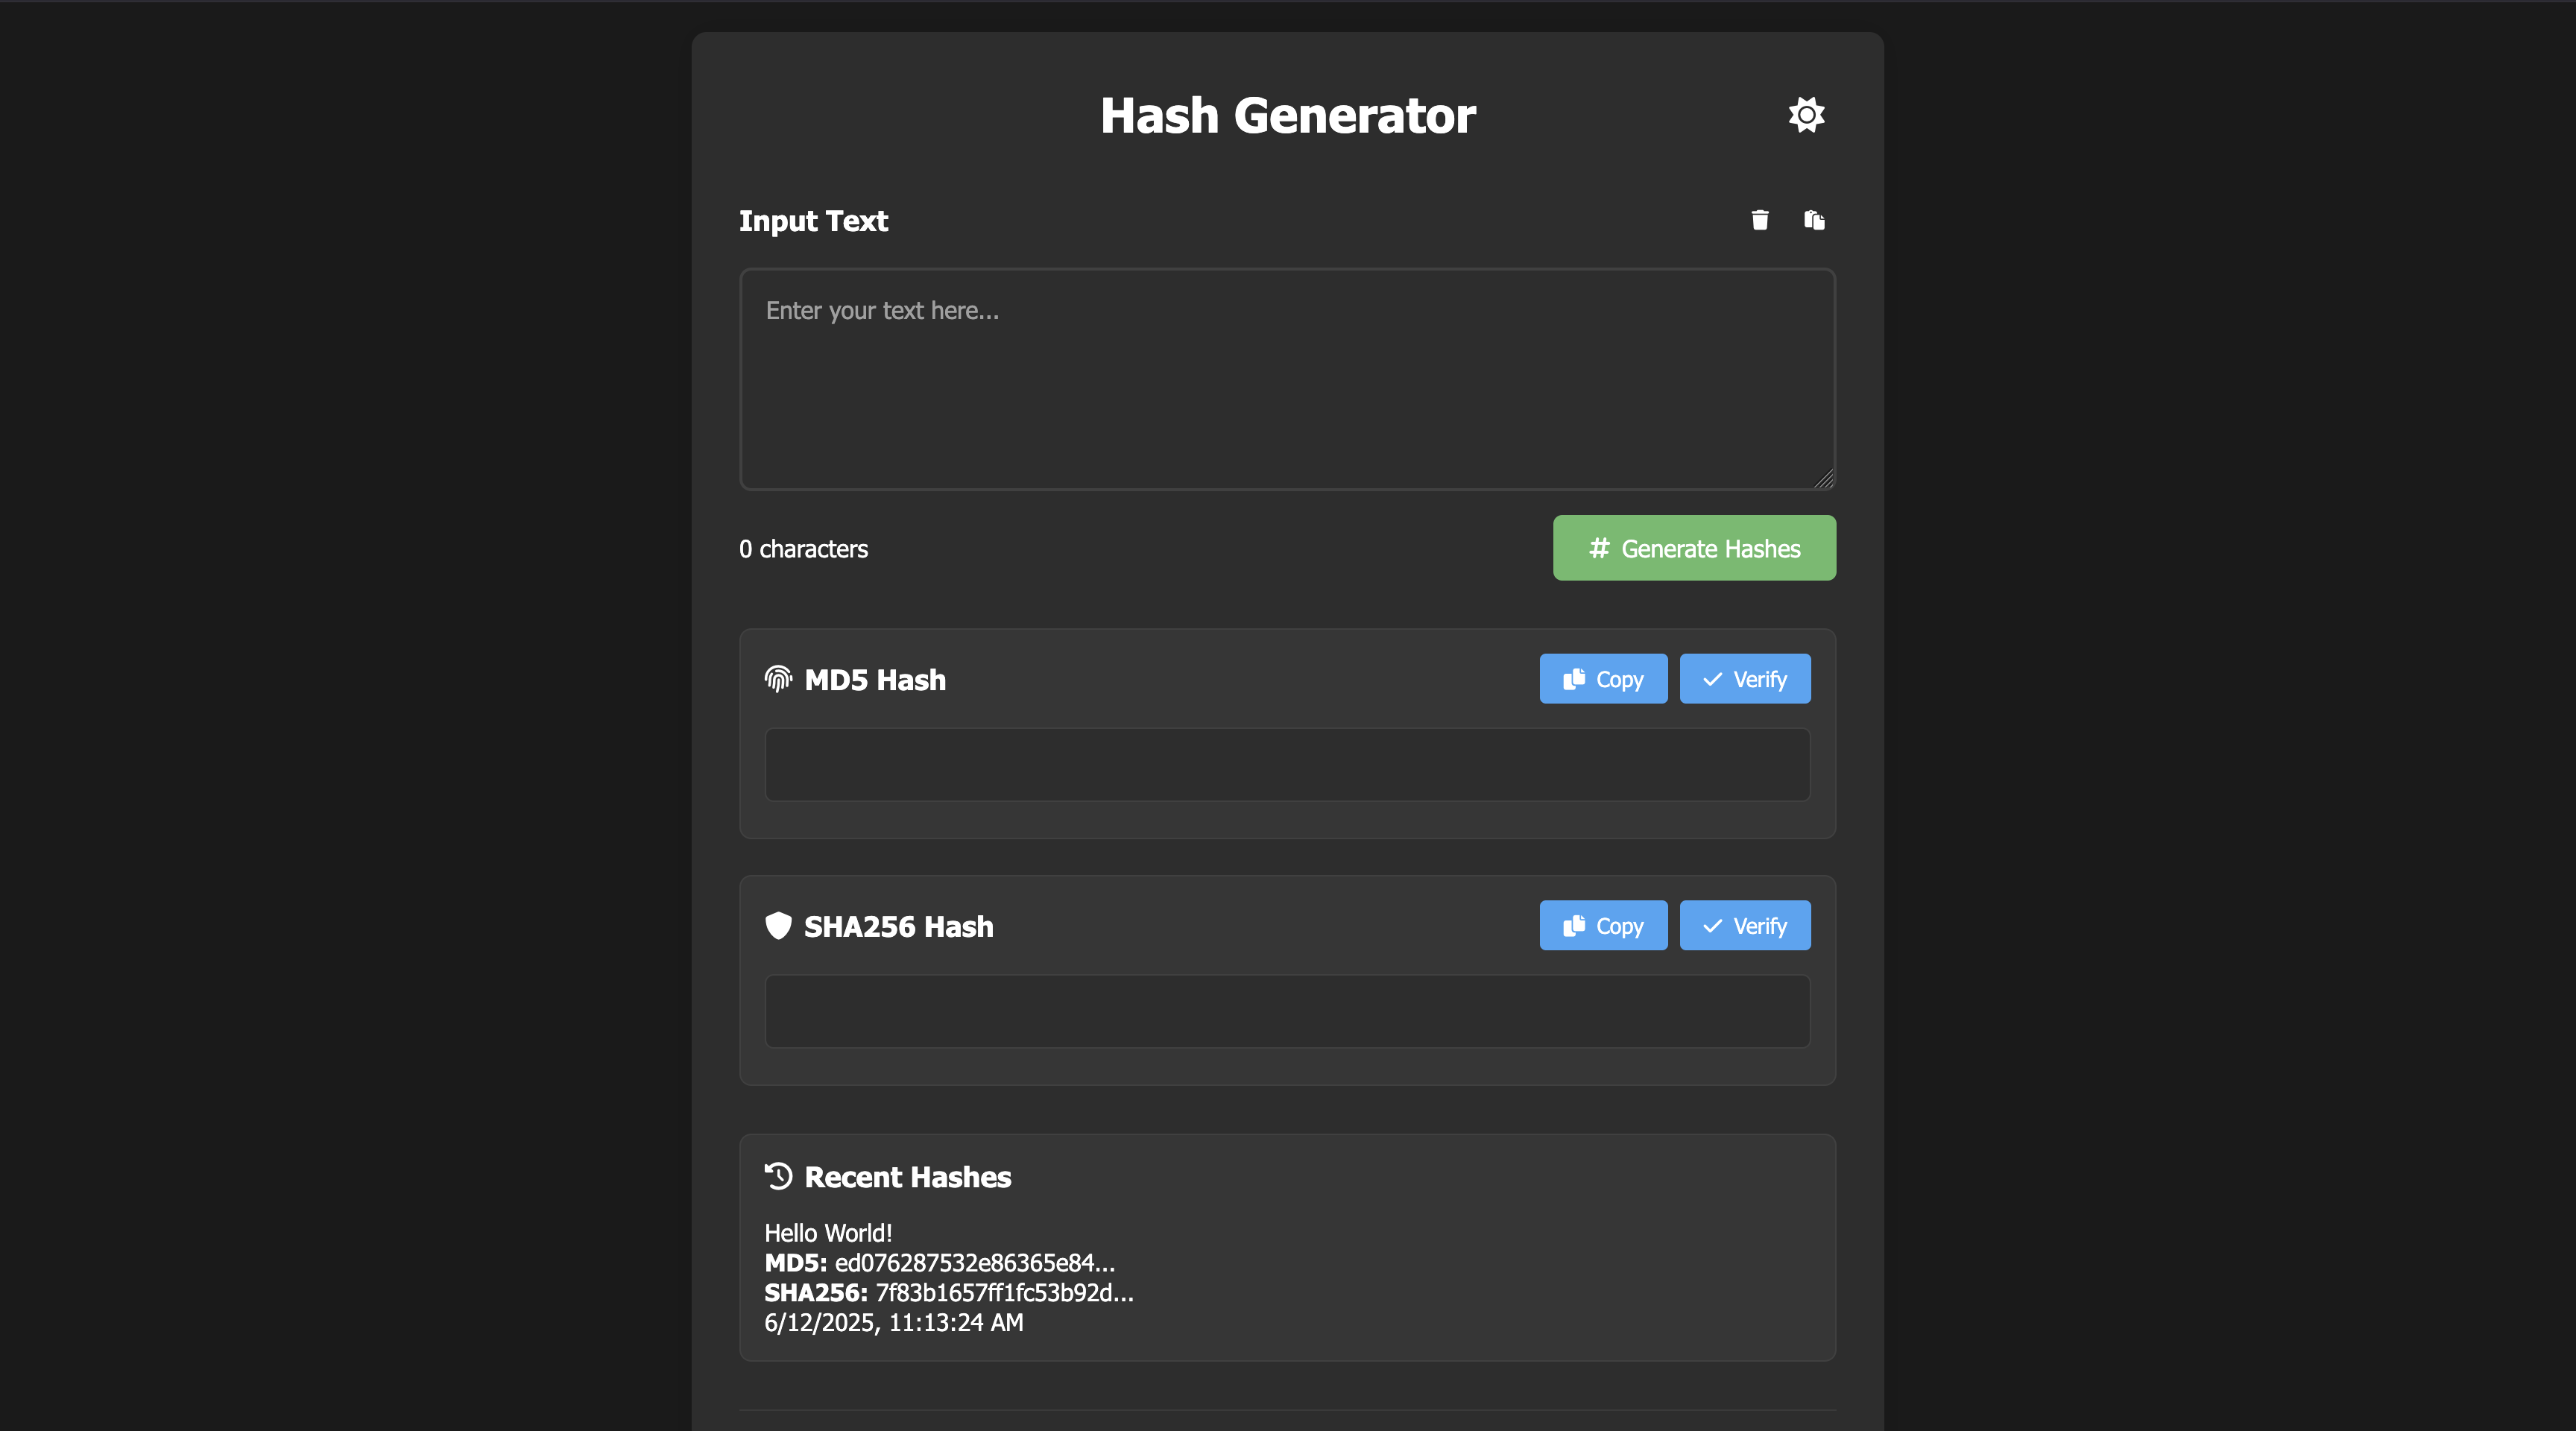 Hash Generator
Input Text
Enter your text here...
0 characters
# Generate Hashes
MD5 Hash
Copy
Verify
SHA256 Hash
Copy
Verify
Recent Hashes
Hello World!
MD5: ed076287532e86365e84...
SHA256: 7f83b1657ff1fc53b92d...
6/12/2025, 11:13:24 AM